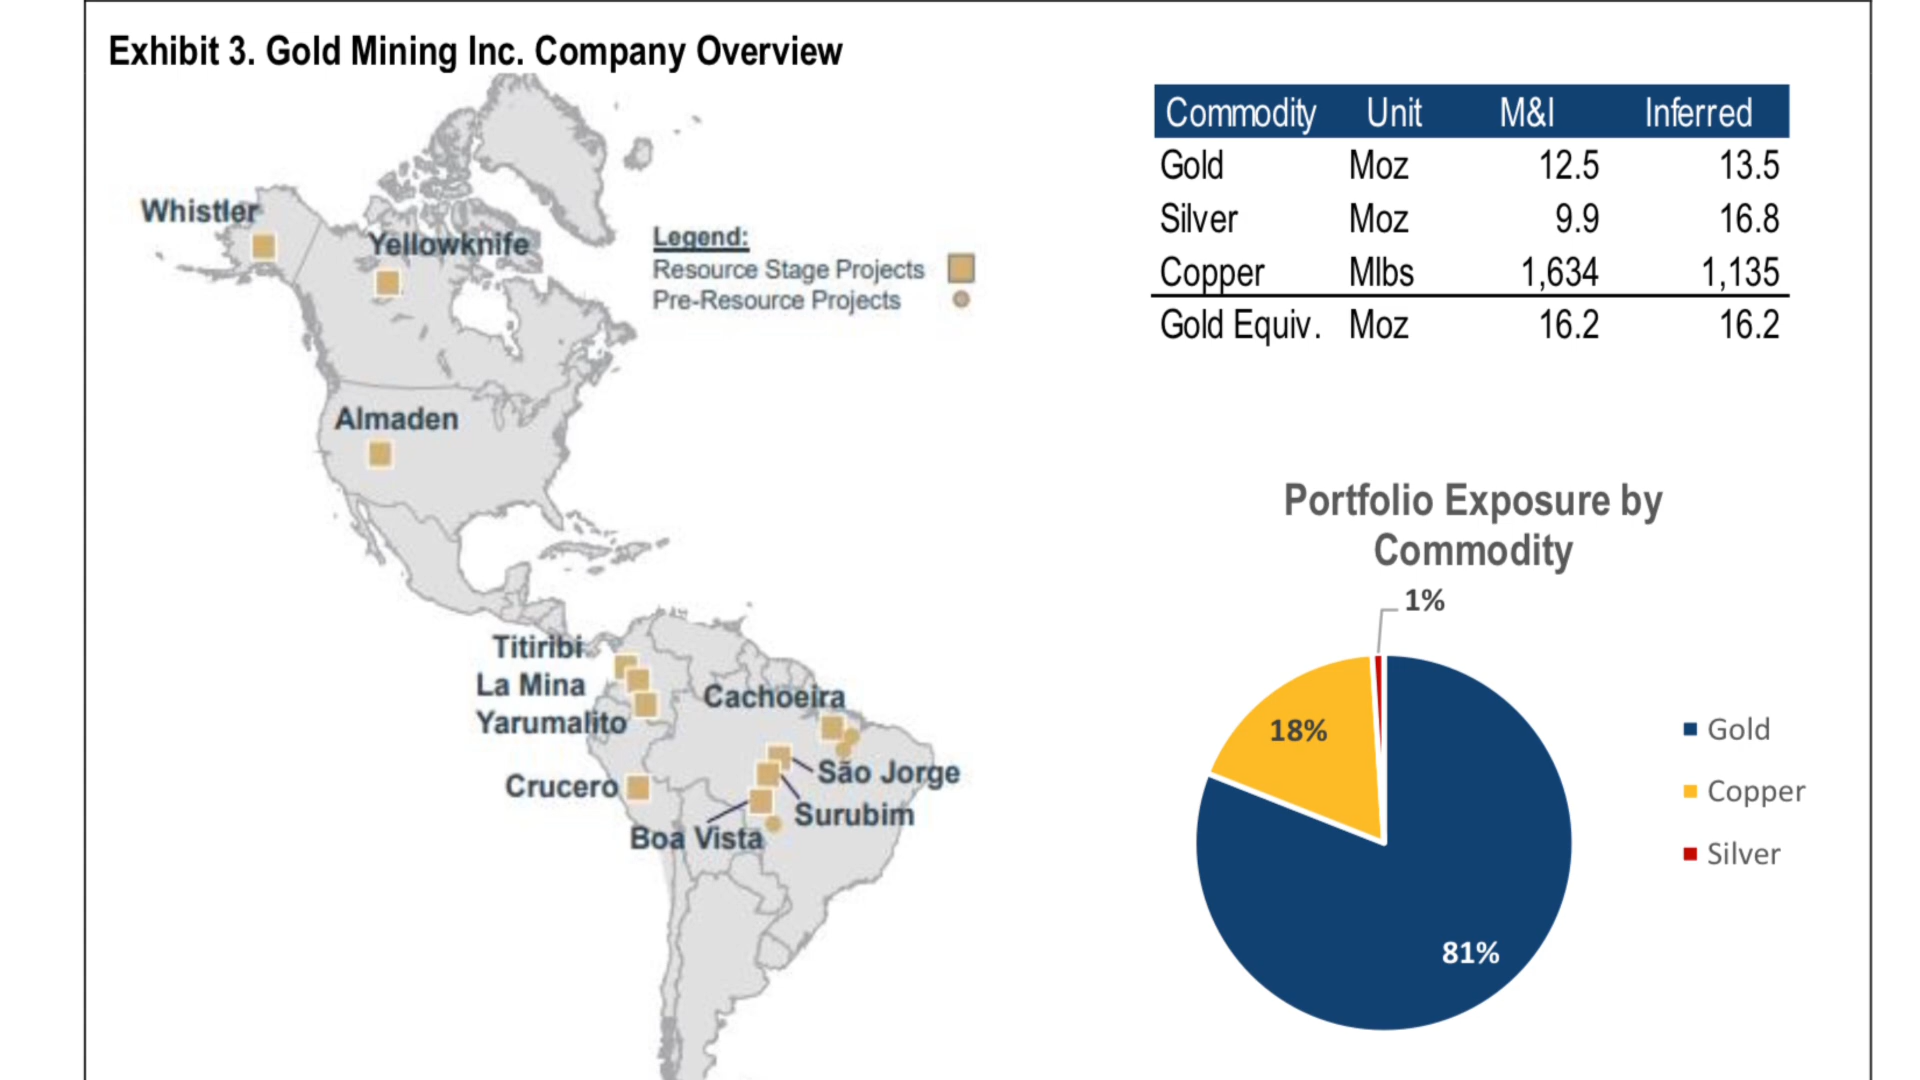 Exhibit 3. Gold Mining Inc. Company Overview
Whistler
Yellowknife
Legend:
Resource Stage Projects
Pre-Resource Projects
Almaden
Titiribi
La Mina
Yarumalito
Cachoeira
Crucero
São Jorge
Surubim
Boa Vista
Commodity Unit M&I Inferred
Gold Moz 12.5 13.5
Silver Moz 9.9 16.8
Copper Mlbs 1,634 1,135
Gold Equiv. Moz 16.2 16.2
Portfolio Exposure by
Commodity
1%
18%
81%
Gold
Copper
Silver